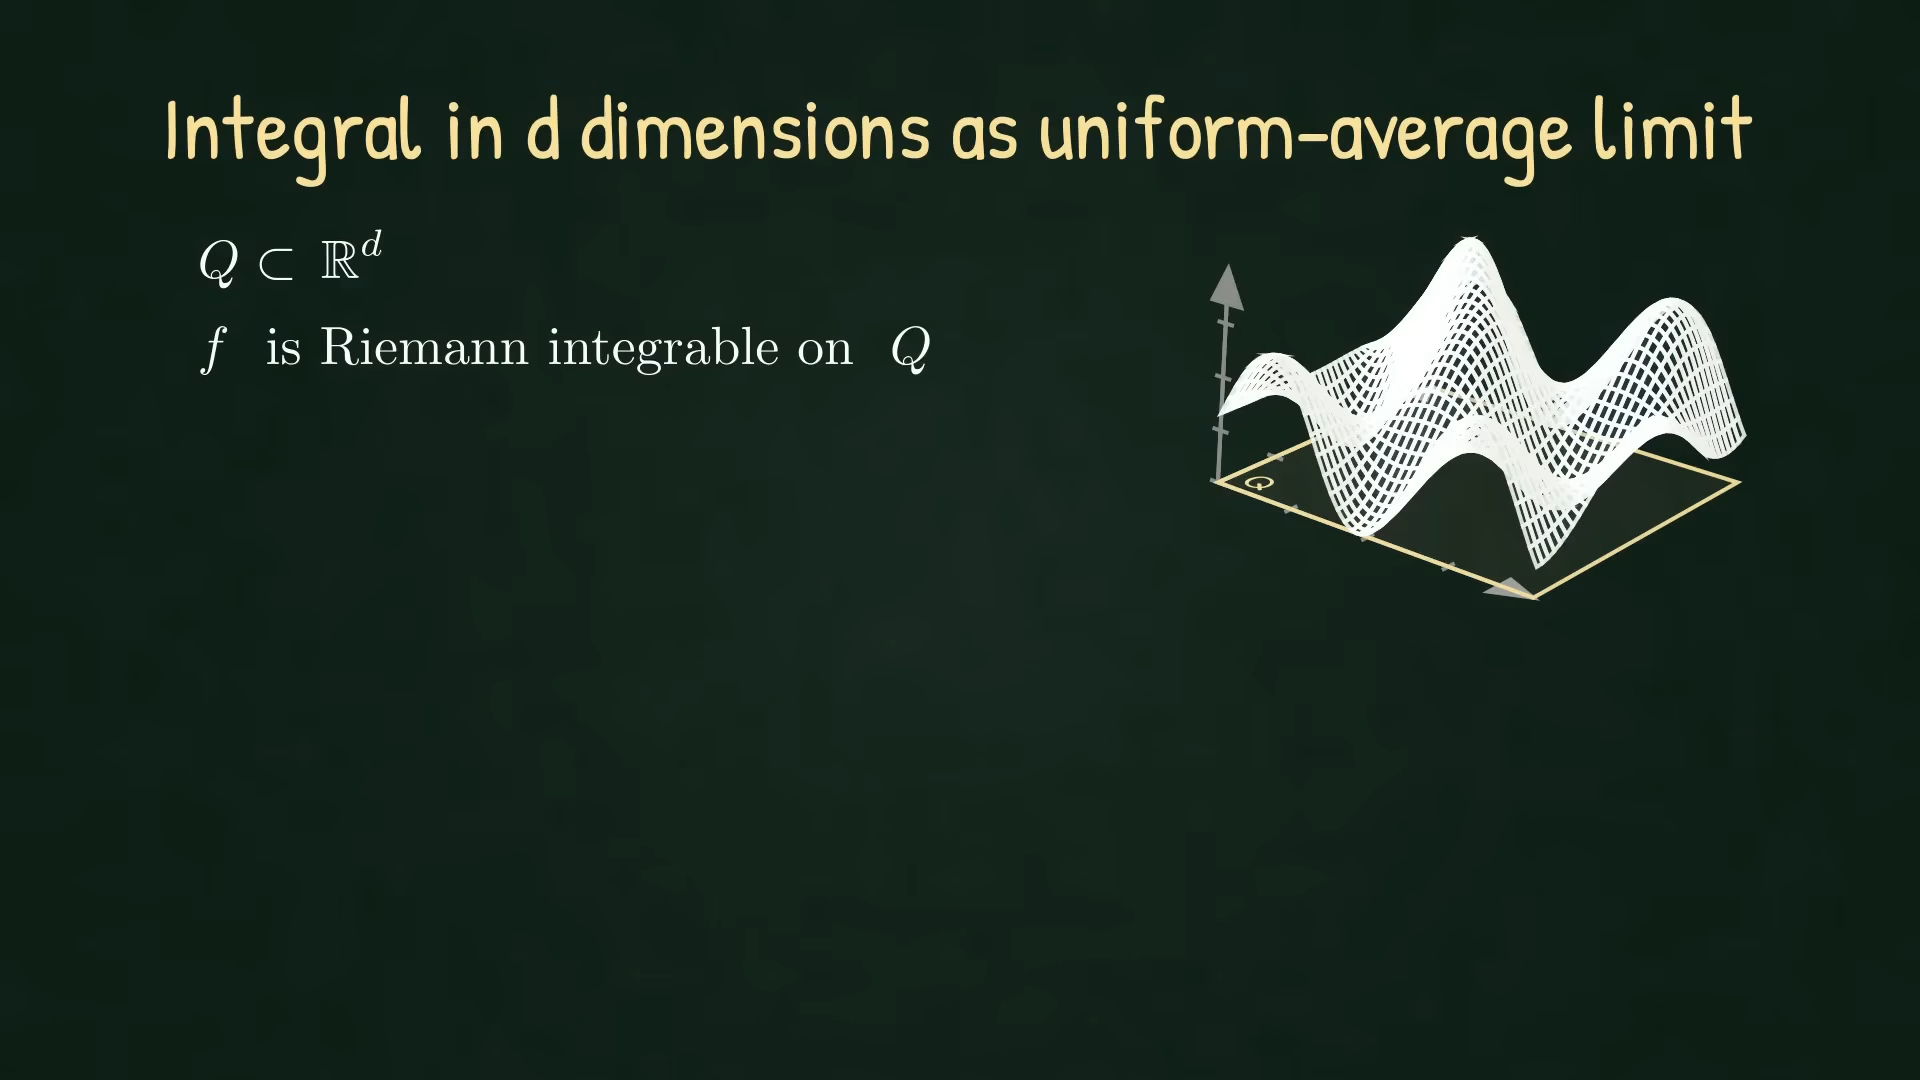 Integral in d dimensions as uniform-average limit
Q ⊂ ℝ^d
f is Riemann integrable on Q
Q